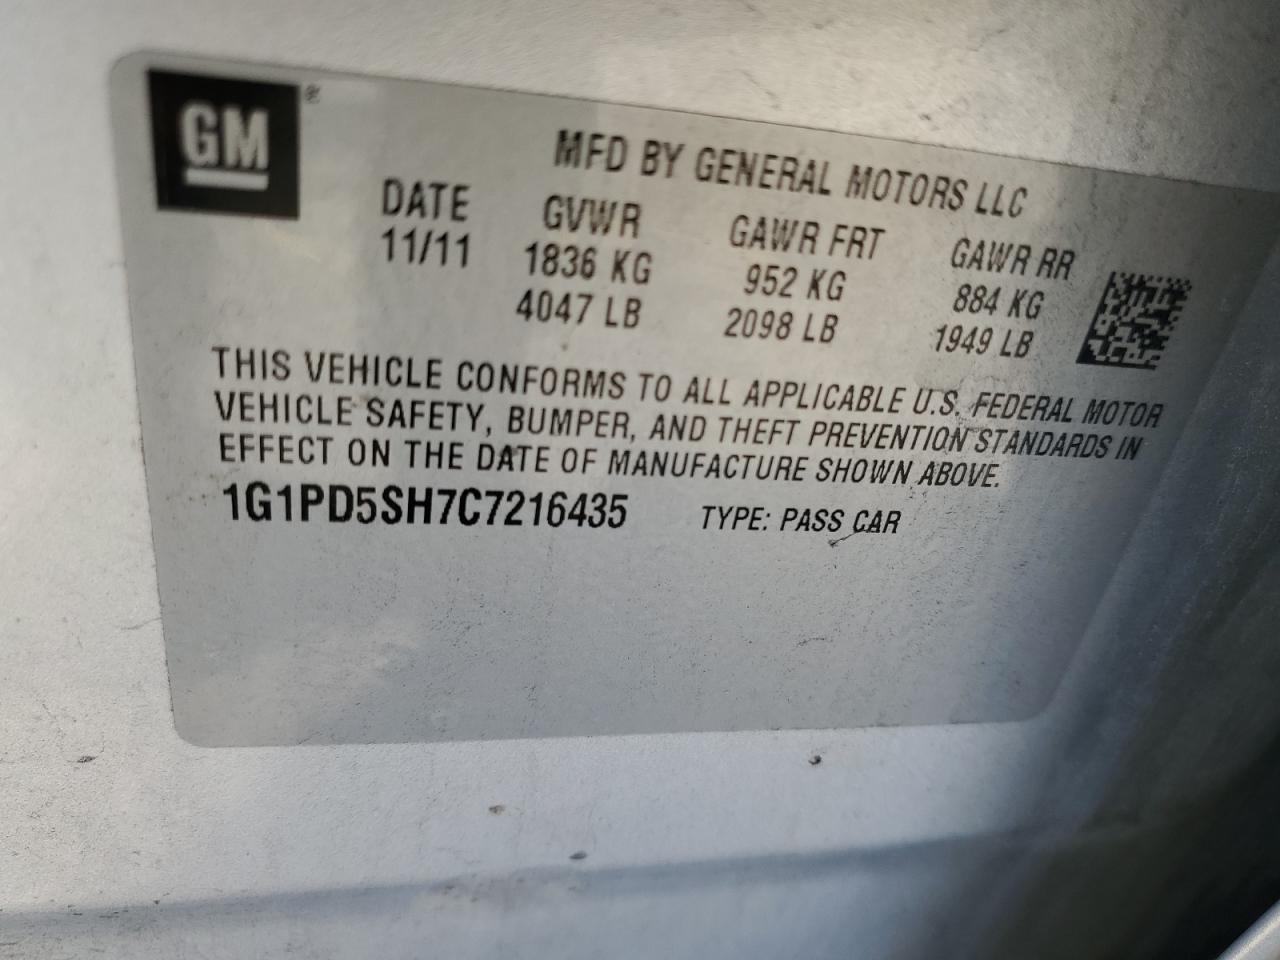 GM ®
MFD BY GENERAL MOTORS LLC
DATE GVWR GAWR FRT GAWR RR
11/11 1836 KG 952 KG 884 KG
4047 LB 2098 LB 1949 LB
THIS VEHICLE CONFORMS TO ALL APPLICABLE U.S. FEDERAL MOTOR
VEHICLE SAFETY, BUMPER, AND THEFT PREVENTION STANDARDS IN
EFFECT ON THE DATE OF MANUFACTURE SHOWN ABOVE.
1G1PD5SH7C7216435 TYPE: PASS CAR